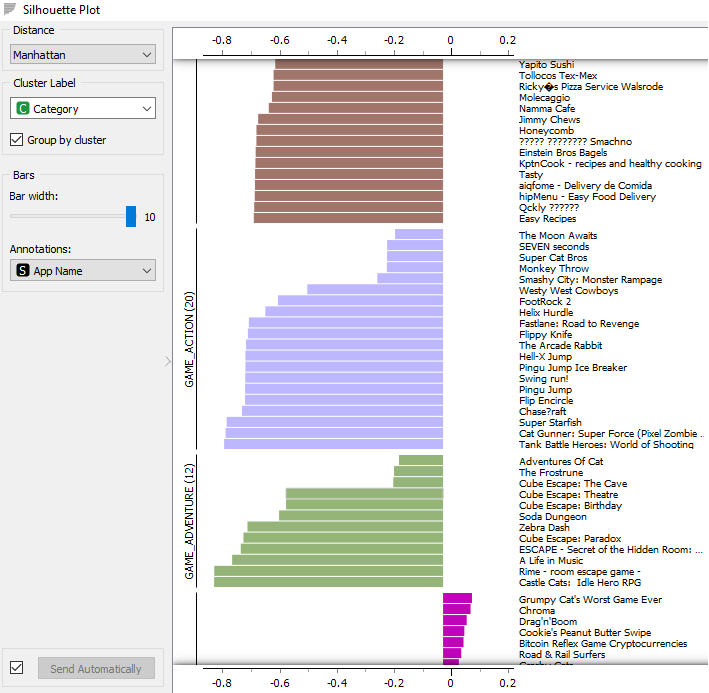 Silhouette Plot
Distance
Manhattan
Cluster Label
C Category
Group by cluster
Bars
Bar width:
10
Annotations:
S App Name
Send Automatically
-0.8 -0.6 -0.4 -0.2 0 0.2
Yapito Sushi
Tollocos Tex-Mex
Ricky�s Pizza Service Walsrode
Molecaggio
Namma Cafe
Jimmy Chews
Honeycomb
????? ???????? Smachno
Einstein Bros Bagels
KptnCook - recipes and healthy cooking
Tasty
aiqfome - Delivery de Comida
hipMenu - Easy Food Delivery
Qckly ??????
Easy Recipes
GAME_ACTION (20)
The Moon Awaits
SEVEN seconds
Super Cat Bros
Monkey Throw
Smashy City: Monster Rampage
Westy West Cowboys
FootRock 2
Helix Hurdle
Fastlane: Road to Revenge
Flippy Knife
The Arcade Rabbit
Hell-X Jump
Pingu Jump Ice Breaker
Swing run!
Pingu Jump
Flip Encircle
Chase?raft
Super Starfish
Cat Gunner: Super Force (Pixel Zombie ..
Tank Battle Heroes: World of Shooting
GAME_ADVENTURE (12)
Adventures Of Cat
The Frostrune
Cube Escape: The Cave
Cube Escape: Theatre
Cube Escape: Birthday
Soda Dungeon
Zebra Dash
Cube Escape: Paradox
ESCAPE - Secret of the Hidden Room: ...
A Life in Music
Rime - room escape game -
Castle Cats:  Idle Hero RPG
Grumpy Cat's Worst Game Ever
Chroma
Drag'n'Boom
Cookie's Peanut Butter Swipe
Bitcoin Reflex Game Cryptocurrencies
Road & Rail Surfers
-0.8 -0.6 -0.4 -0.2 0 0.2